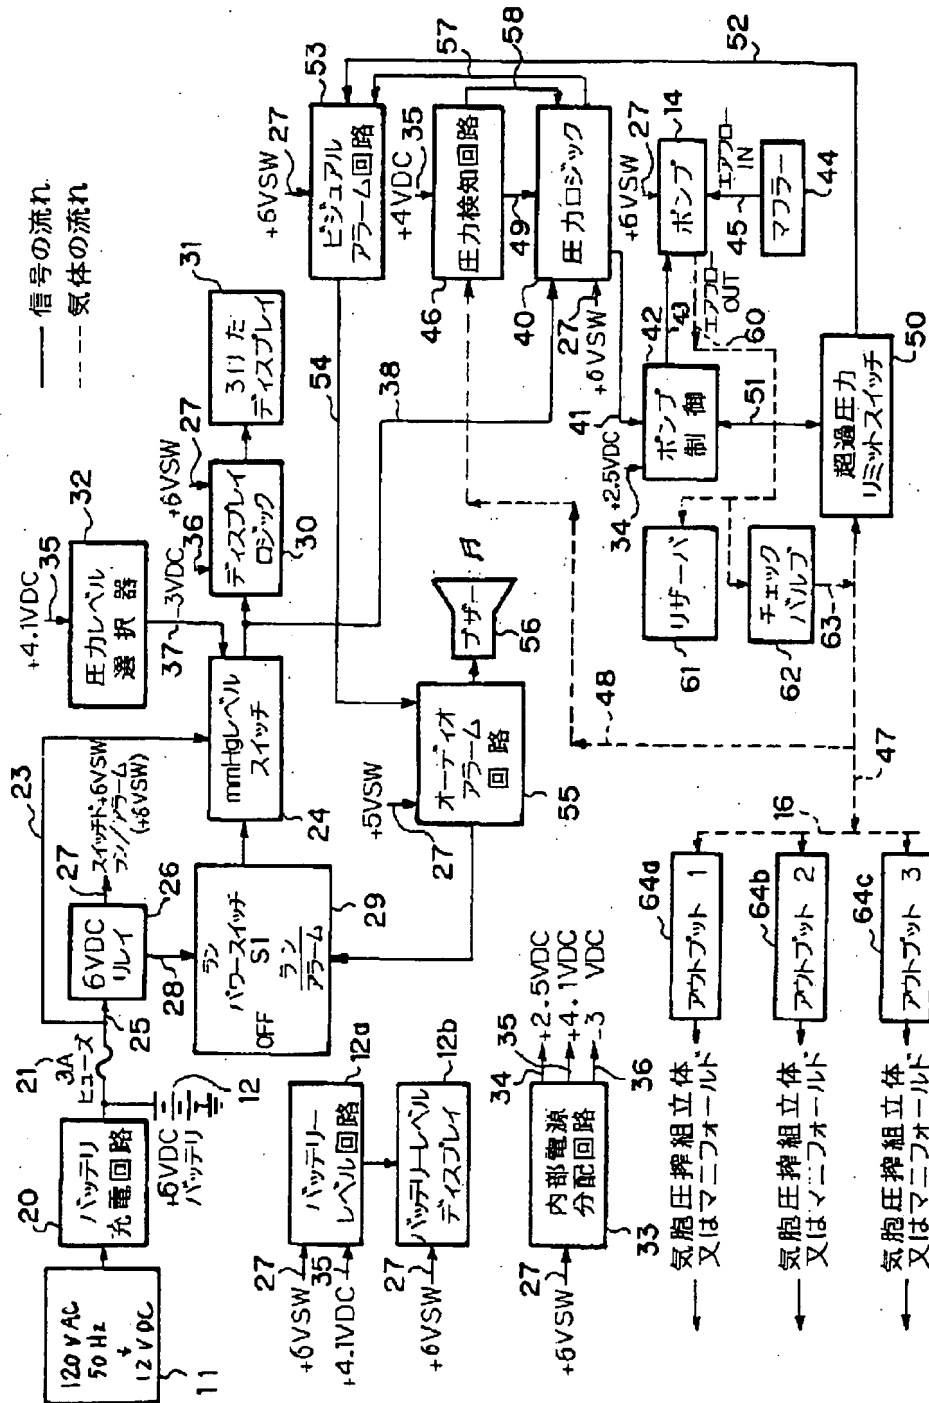 120 VAC
50 Hz
↓
12 VDC
11
20
バッテリ
充電回路
21
3A
ヒューズ
+6VDC
バッテリ
12
23
25
6VDC
リレイ
26
27
スイッチド+6VSW
ラン/アラーム
(+6VSW)
28
ラン
パワースイッチ
S1
OFF
ラン
アラーム
29
mmHgレベル
スイッチ
24
+4.1VDC
35
圧力レベル
選択器
32
37
-3VDC
36
+6VSW
27
ディスプレイ
ロジック
30
3けた
ディスプレイ
31
—— 信号の流れ
---- 気体の流れ
38
54
+6VSW
27
ビジュアル
アラーム回路
53
+4VDC
35
圧力検知回路
46
49
57
58
52
圧力ロジック
40
27
+6VSW
41
34
+2.5VDC
ポンプ
制御
42
43
+6VSW
27
ポンプ
14
エアフロー
IN
45
マフラー
44
エアフロー
OUT
60
51
超過圧力
リミットスイッチ
50
リザーバ
61
チェック
バルブ
62
63
48
47
16
ブザー
56
オーディオ
アラーム
回路
55
+5VSW
27
バッテリー
レベル回路
12a
+6VSW
27
+4.1VDC
35
バッテリーレベル
ディスプレイ
12b
+6VSW
27
内部電源
分配回路
33
+6VSW
27
34
+2.5VDC
35
+4.1VDC
-3
VDC
36
64a
アウトプット 1
気胞圧搾組立体
又はマニフォールド
64b
アウトプット 2
気胞圧搾組立体
又はマニフォールド
64c
アウトプット 3
気胞圧搾組立体
又はマニフォールド